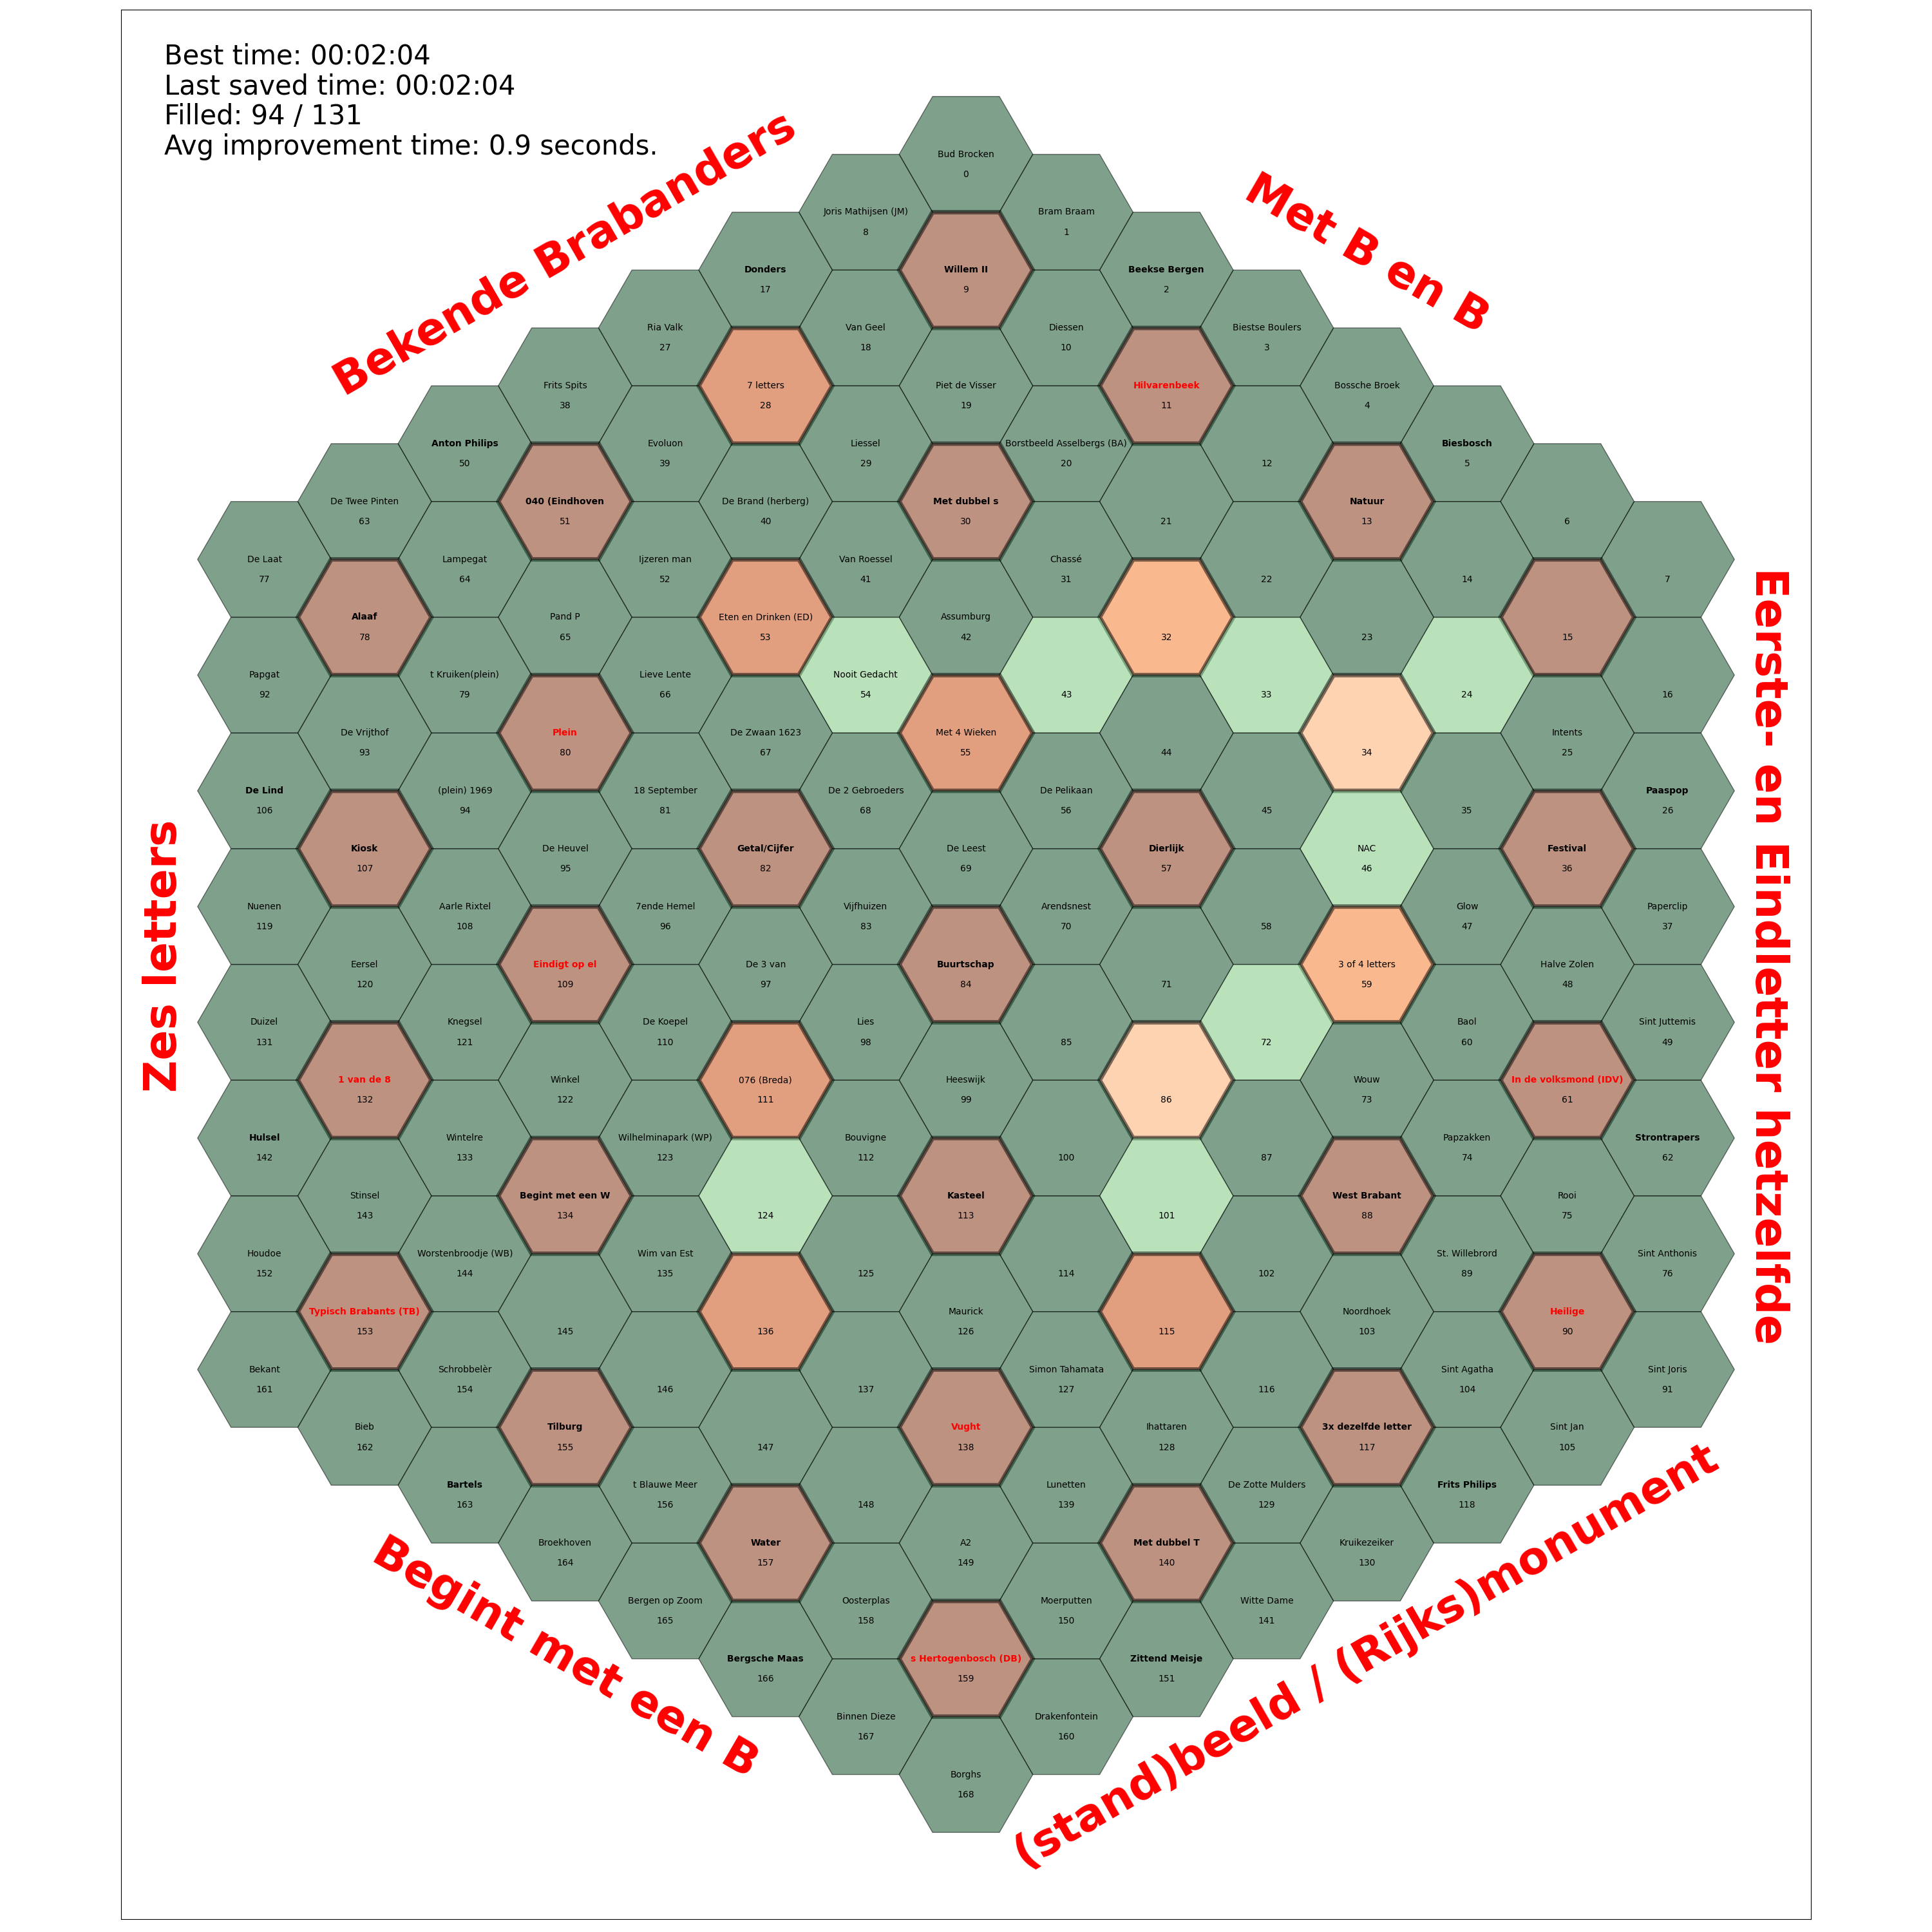 Best time: 00:02:04
Last saved time: 00:02:04
Filled: 94 / 131
Avg improvement time: 0.9 seconds.
Bekende Brabanders
Met B en B
Eerste- en Eindletter hetzelfde
(stand)beeld / (Rijks)monument
Begint met een B
Zes letters
Bud Brocken
0
Bram Braam
1
Beekse Bergen
2
Biestse Boulers
3
Bossche Broek
4
Biesbosch
5
6
7
Joris Mathijsen (JM)
8
Willem II
9
Diessen
10
Hilvarenbeek
11
12
Natuur
13
14
15
16
Donders
17
Van Geel
18
Piet de Visser
19
Borstbeeld Asselbergs (BA)
20
21
22
23
24
Intents
25
Paaspop
26
Ria Valk
27
7 letters
28
Liessel
29
Met dubbel s
30
Chassé
31
32
33
34
35
Festival
36
Paperclip
37
Frits Spits
38
Evoluon
39
De Brand (herberg)
40
Van Roessel
41
Assumburg
42
43
44
45
NAC
46
Glow
47
Halve Zolen
48
Sint Juttemis
49
Anton Philips
50
040 (Eindhoven
51
Ijzeren man
52
Eten en Drinken (ED)
53
Nooit Gedacht
54
Met 4 Wieken
55
De Pelikaan
56
Dierlijk
57
58
3 of 4 letters
59
Baol
60
In de volksmond (IDV)
61
Strontrapers
62
De Twee Pinten
63
Lampegat
64
Pand P
65
Lieve Lente
66
De Zwaan 1623
67
De 2 Gebroeders
68
De Leest
69
Arendsnest
70
71
72
Wouw
73
Papzakken
74
Rooi
75
Sint Anthonis
76
De Laat
77
Alaaf
78
t Kruiken(plein)
79
Plein
80
18 September
81
Getal/Cijfer
82
Vijfhuizen
83
Buurtschap
84
85
86
87
West Brabant
88
St. Willebrord
89
Heilige
90
Sint Joris
91
Papgat
92
De Vrijthof
93
(plein) 1969
94
De Heuvel
95
7ende Hemel
96
De 3 van
97
Lies
98
Heeswijk
99
100
101
102
Noordhoek
103
Sint Agatha
104
Sint Jan
105
De Lind
106
Kiosk
107
Aarle Rixtel
108
Eindigt op el
109
De Koepel
110
076 (Breda)
111
Bouvigne
112
Kasteel
113
114
115
116
3x dezelfde letter
117
Frits Philips
118
Nuenen
119
Eersel
120
Knegsel
121
Winkel
122
Wilhelminapark (WP)
123
124
125
Maurick
126
Simon Tahamata
127
Ihattaren
128
De Zotte Mulders
129
Kruikezeiker
130
Duizel
131
1 van de 8
132
Wintelre
133
Begint met een W
134
Wim van Est
135
136
137
Vught
138
Lunetten
139
Met dubbel T
140
Witte Dame
141
Hulsel
142
Stinsel
143
Worstenbroodje (WB)
144
145
146
147
148
A2
149
Moerputten
150
Zittend Meisje
151
Houdoe
152
Typisch Brabants (TB)
153
Schrobbelèr
154
Tilburg
155
t Blauwe Meer
156
Water
157
Oosterplas
158
s Hertogenbosch (DB)
159
Drakenfontein
160
Bekant
161
Bieb
162
Bartels
163
Broekhoven
164
Bergen op Zoom
165
Bergsche Maas
166
Binnen Dieze
167
Borghs
168